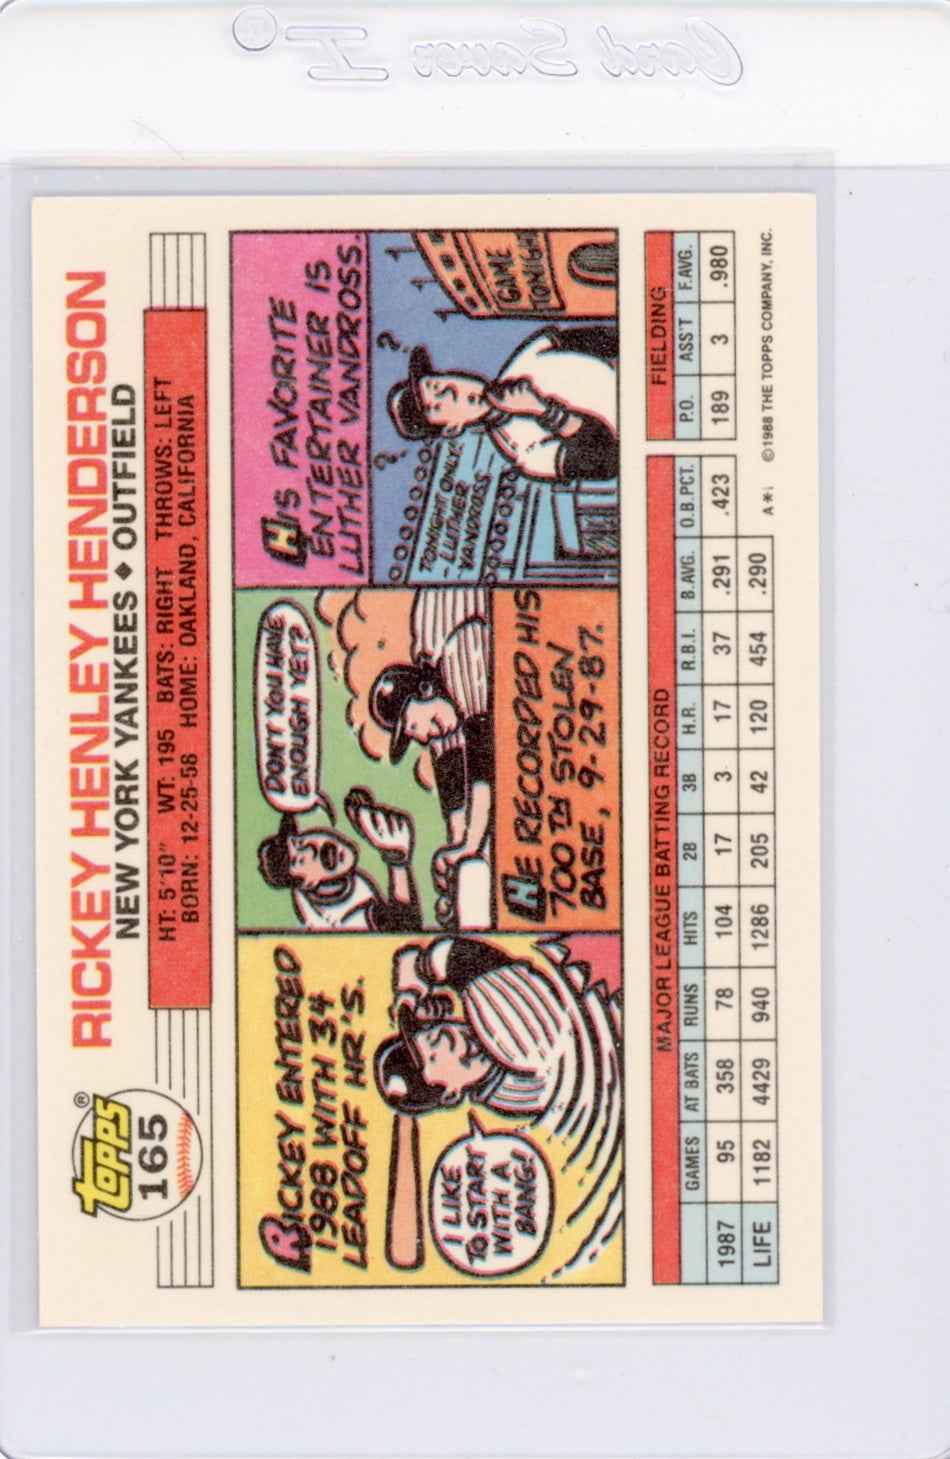 Card Saver I®
Topps®
165
RICKEY HENLEY HENDERSON
NEW YORK YANKEES ◆ OUTFIELD
HT: 5'10" WT: 195 BATS: RIGHT THROWS: LEFT
BORN: 12-25-58 HOME: OAKLAND, CALIFORNIA
RICKEY ENTERED
1988 WITH 34
LEADOFF HR'S.
I LIKE
TO START
WITH A
BANG!
DON'T YOU HAVE
ENOUGH YET?
HE RECORDED HIS
700TH STOLEN
BASE, 9-29-87.
HIS FAVORITE
ENTERTAINER IS
LUTHER VANDROSS.
? ?
TONIGHT ONLY:
-LUTHER
VANDROSS-
GAME
TONIGHT
MAJOR LEAGUE BATTING RECORD
GAMES AT BATS RUNS HITS 2B 3B H.R. R.B.I. B.AVG. O.B.PCT.
1987 95 358 78 104 17 3 17 37 .291 .423
LIFE 1182 4429 940 1286 205 42 120 454 .290
FIELDING
P.O. ASS'T F.AVG.
189 3 .980
A*
©1988 THE TOPPS COMPANY, INC.